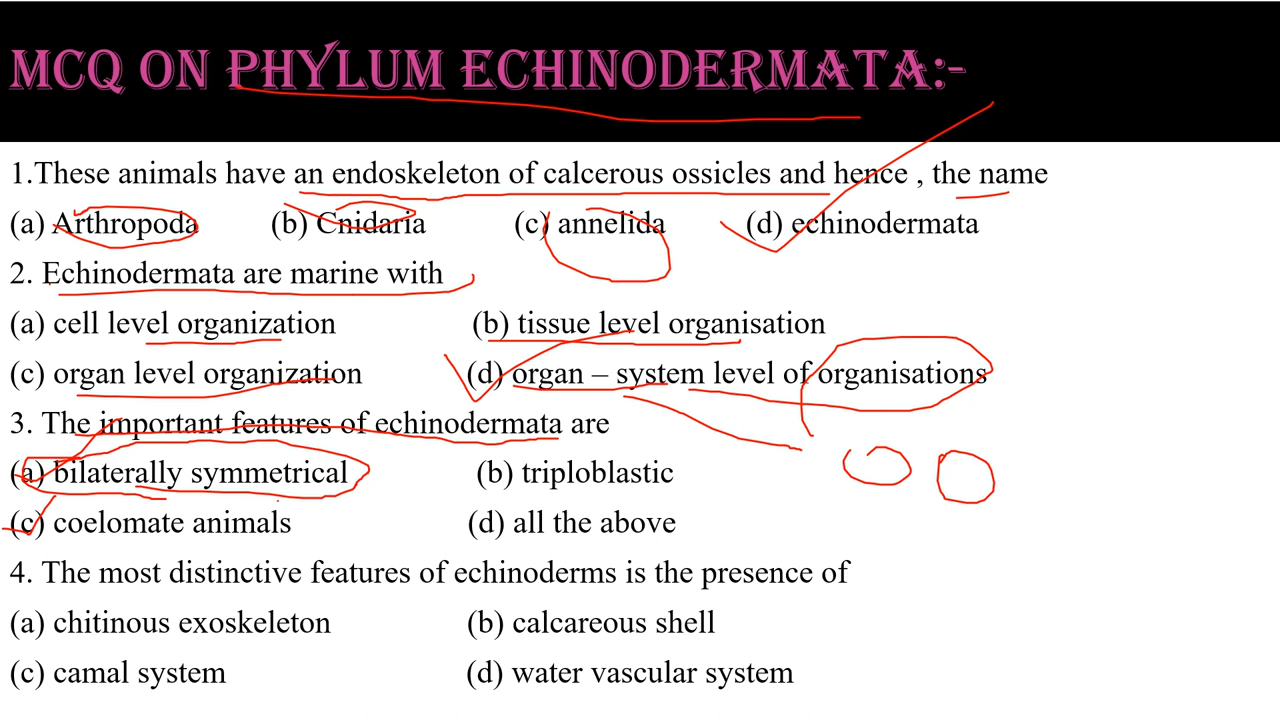 MCQ ON PHYLUM ECHINODERMATA:-
1.These animals have an endoskeleton of calcerous ossicles and hence , the name
(a) Arthropoda (b) Cnidaria (c) annelida (d) echinodermata
2. Echinodermata are marine with
(a) cell level organization (b) tissue level organisation
(c) organ level organization (d) organ – system level of organisations
3. The important features of echinodermata are
(a) bilaterally symmetrical (b) triploblastic
(c) coelomate animals (d) all the above
4. The most distinctive features of echinoderms is the presence of
(a) chitinous exoskeleton (b) calcareous shell
(c) camal system (d) water vascular system